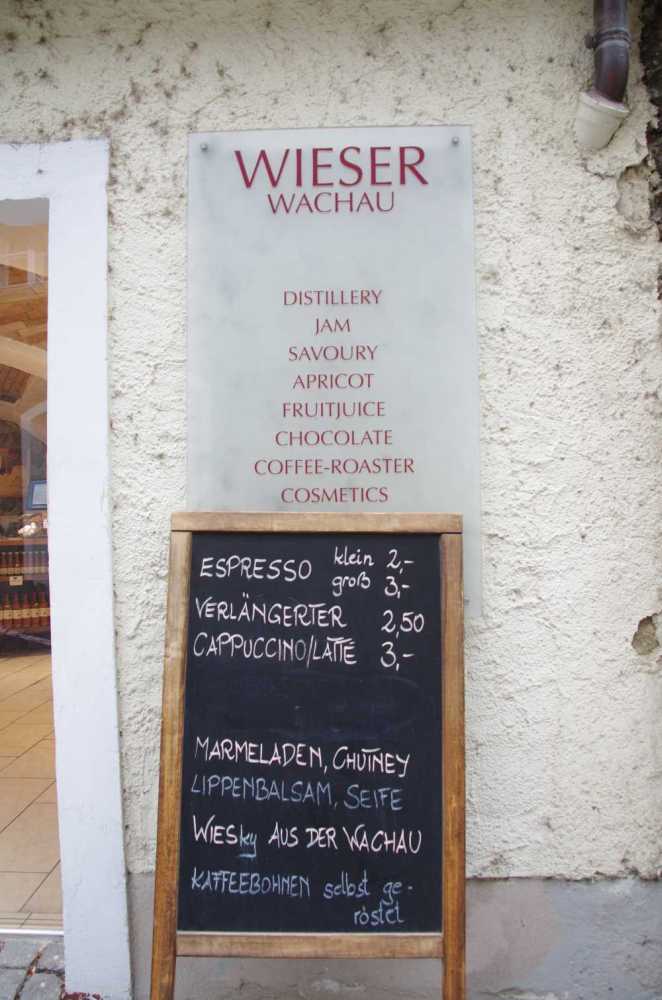 WIESER
WACHAU
DISTILLERY
JAM
SAVOURY
APRICOT
FRUITJUICE
CHOCOLATE
COFFEE-ROASTER
COSMETICS
ESPRESSO klein 2,-
groß 3,-
VERLÄNGERTER 2,50
CAPPUCCINO/LATTE 3,-
MARMELADEN, CHUTNEY
LIPPENBALSAM, SEIFE
WIESky AUS DER WACHAU
KAFFEEBOHNEN selbst ge-
röstet